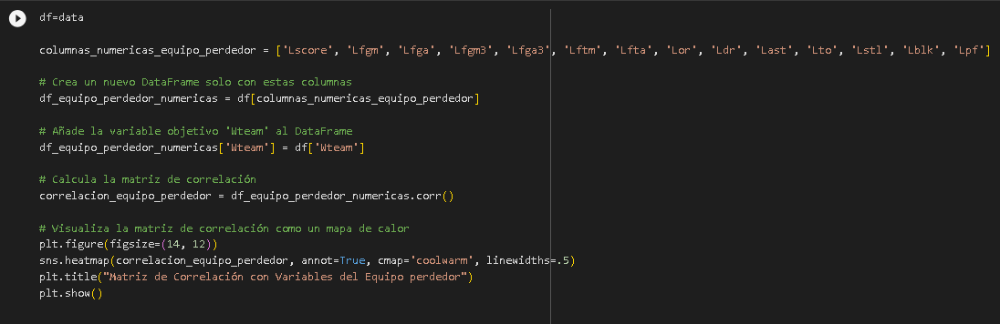 df=data
columnas_numericas_equipo_perdedor = ['Lscore', 'Lfgm', 'Lfga', 'Lfgm3', 'Lfga3', 'Lftm', 'Lfta', 'Lor', 'Ldr', 'Last', 'Lto', 'Lstl', 'Lblk', 'Lpf']
# Crea un nuevo DataFrame solo con estas columnas
df_equipo_perdedor_numericas = df[columnas_numericas_equipo_perdedor]
# Añade la variable objetivo 'Wteam' al DataFrame
df_equipo_perdedor_numericas['Wteam'] = df['Wteam']
# Calcula la matriz de correlación
correlacion_equipo_perdedor = df_equipo_perdedor_numericas.corr()
# Visualiza la matriz de correlación como un mapa de calor
plt.figure(figsize=(14, 12))
sns.heatmap(correlacion_equipo_perdedor, annot=True, cmap='coolwarm', linewidths=.5)
plt.title("Matriz de Correlación con Variables del Equipo perdedor")
plt.show()